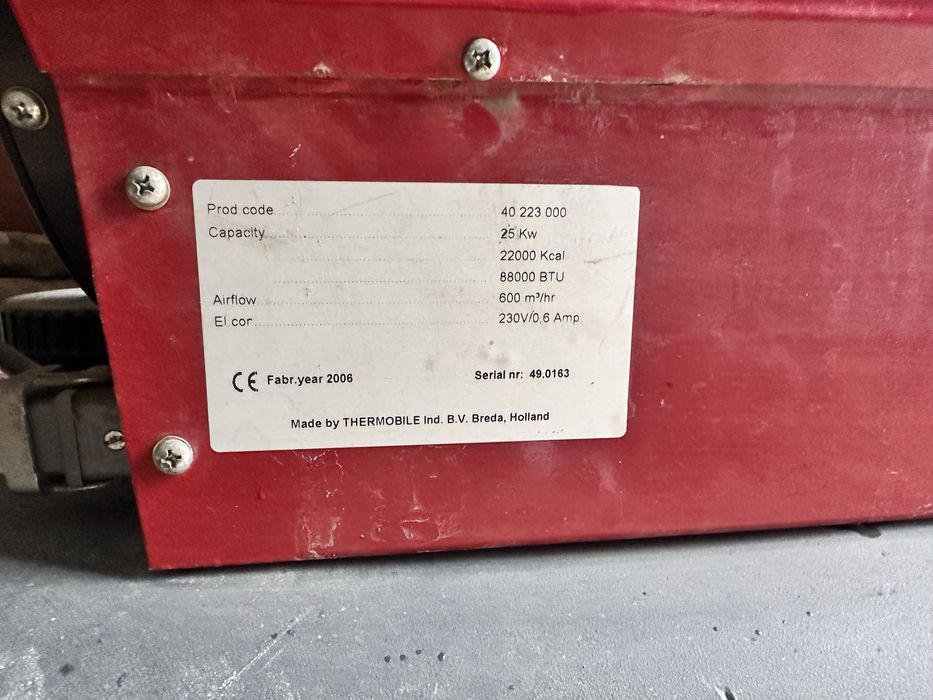 Prod code 40 223 000
Capacity 25 Kw
22000 Kcal
88000 BTU
Airflow 600 m³/hr
El.cor 230V/0,6 Amp
CE Fabr.year 2006 Serial nr: 49.0163
Made by THERMOBILE Ind. B.V. Breda, Holland